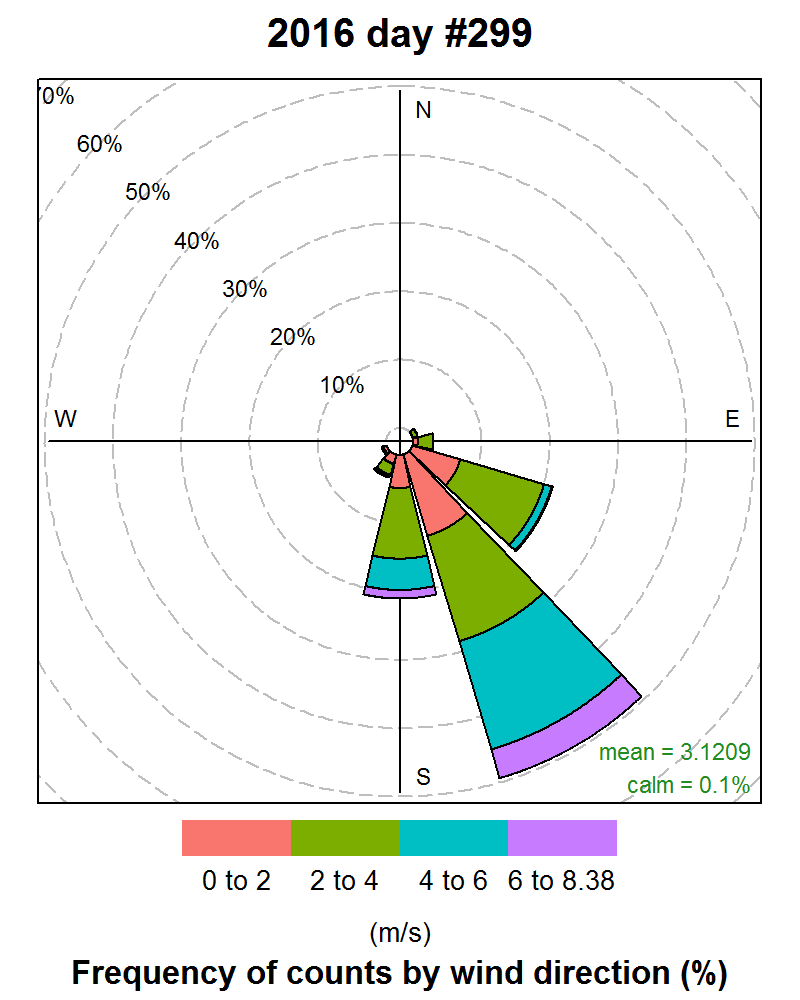 2016 day #299
70%
60%
50%
40%
30%
20%
10%
N
W
E
S
mean = 3.1209
calm = 0.1%
0 to 2 2 to 4 4 to 6 6 to 8.38
(m/s)
Frequency of counts by wind direction (%)